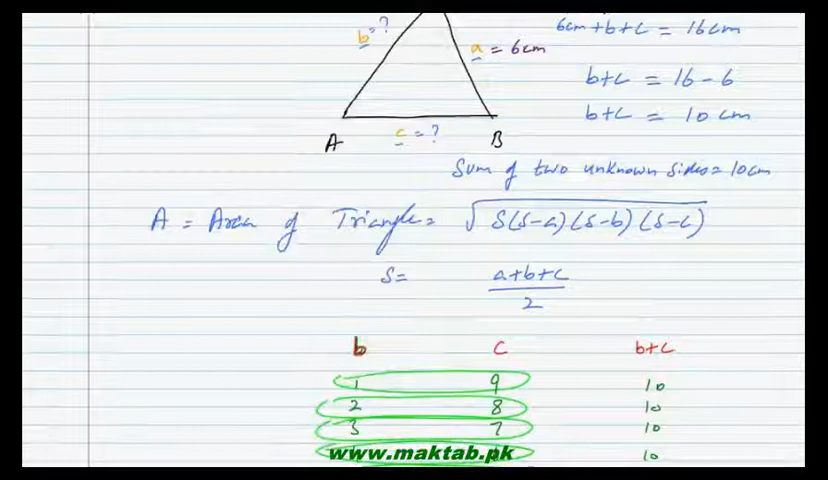 6cm+b+c = 16cm
b = ?
a = 6cm
b+c = 16-6
b+c = 10 cm
A c = ? B
Sum of two unknown sides = 10cm
A = Area of Triangle = √S(S-a)(S-b)(S-c)
S = a+b+c
2
b c b+c
1 9 10
2 8 10
3 7 10
10
www.maktab.pk